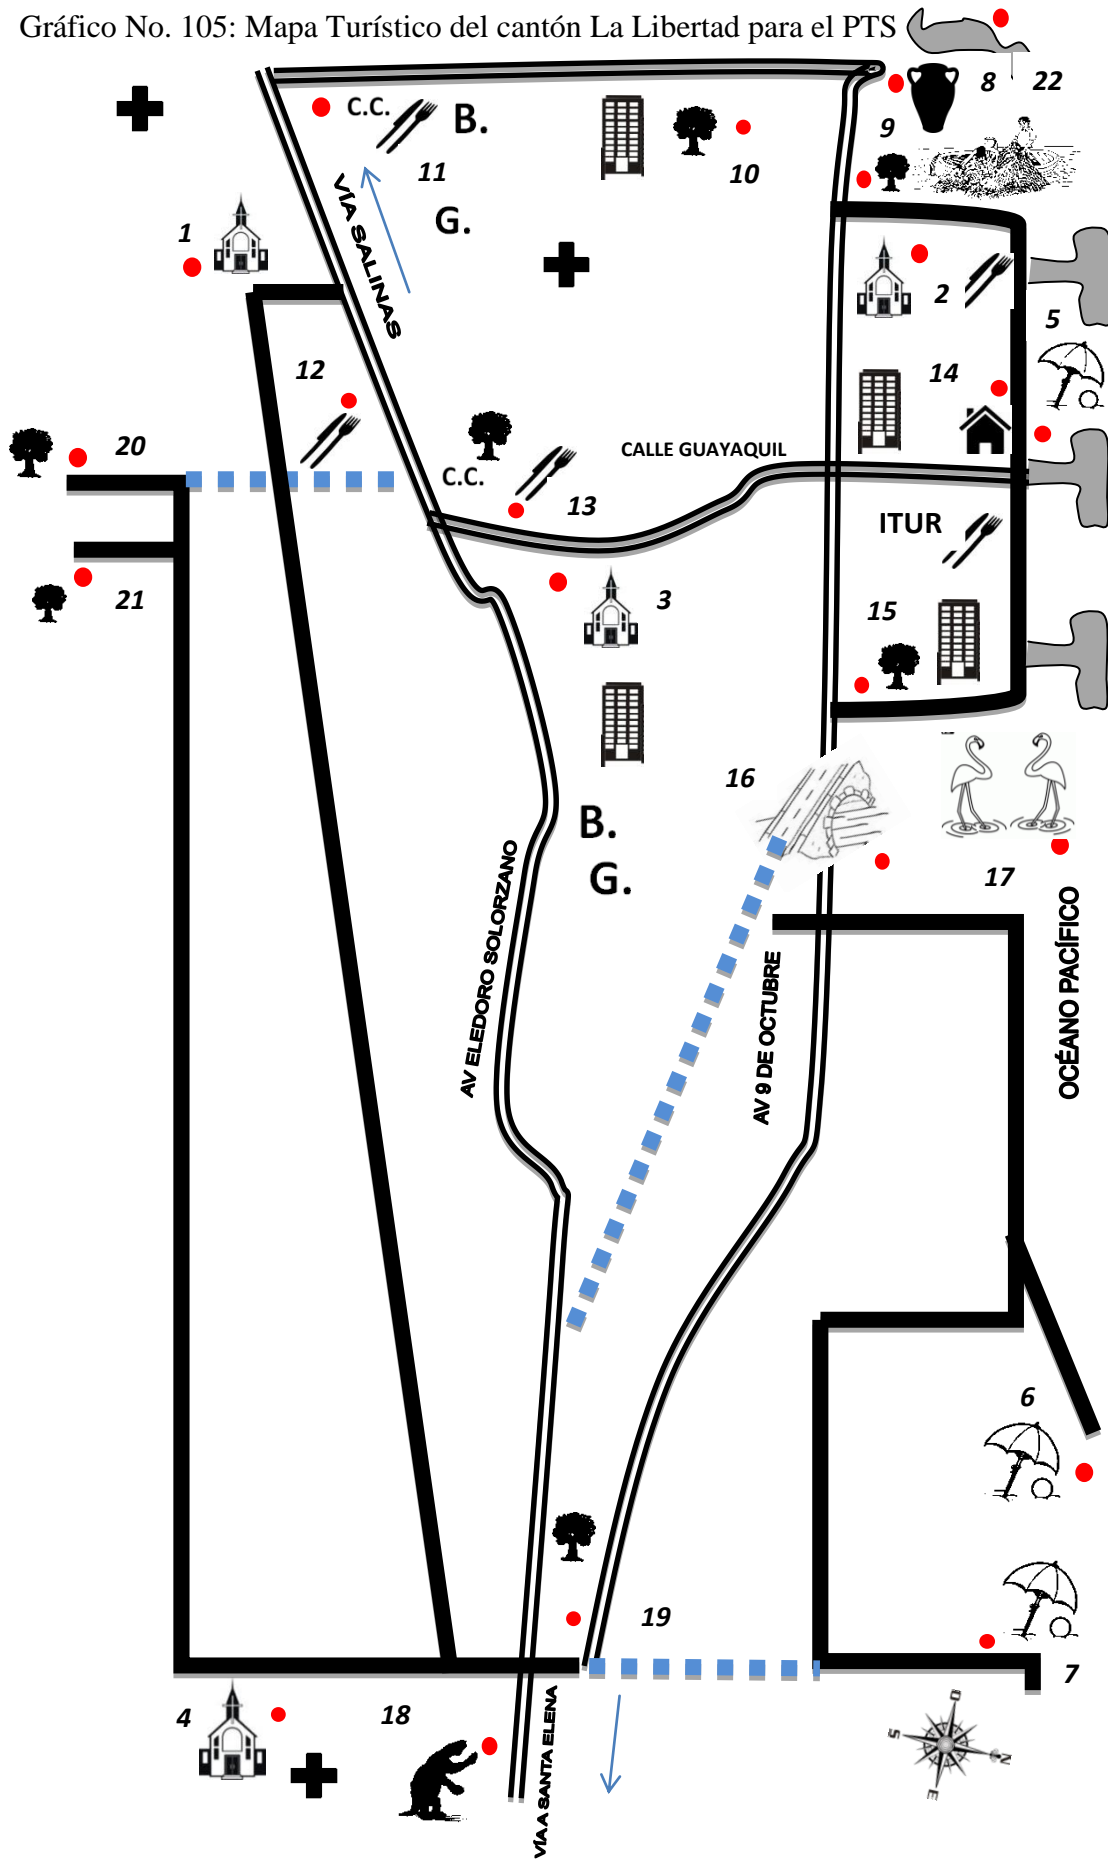 Gráfico No. 105: Mapa Turístico del cantón La Libertad para el PTS
8
22
C.C.
B.
9
11
10
G.
1
VÍA SALINAS
2
5
12
14
20
CALLE GUAYAQUIL
C.C.
13
ITUR
21
3
15
16
B.
G.
17
AV ELEDORO SOLORZANO
AV 9 DE OCTUBRE
OCÉANO PACÍFICO
6
19
7
4
18
VÍA A SANTA ELENA
O
S
N
E